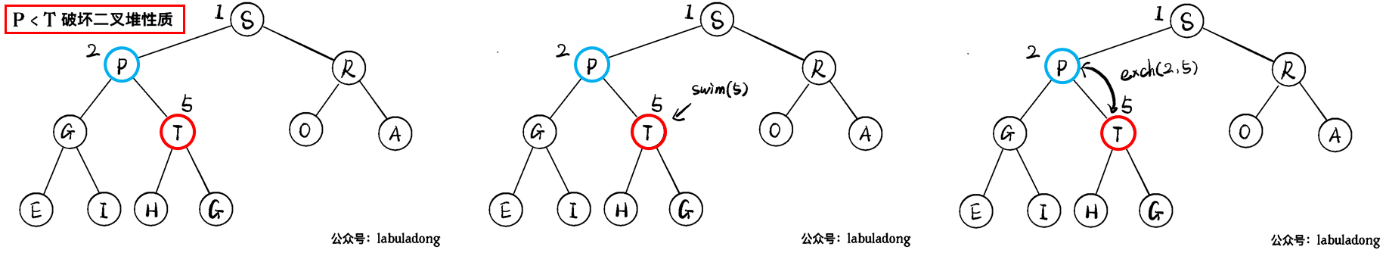 P < T 破坏二叉堆性质
1 S
2 P R
5
G T O A
E I H G
公众号：labuladong
1 S
2 P R
swim(5)
5
G T O A
E I H G
公众号：labuladong
1 S
2 P R
exch(2,5)
5
G T O A
E I H G
公众号：labuladong